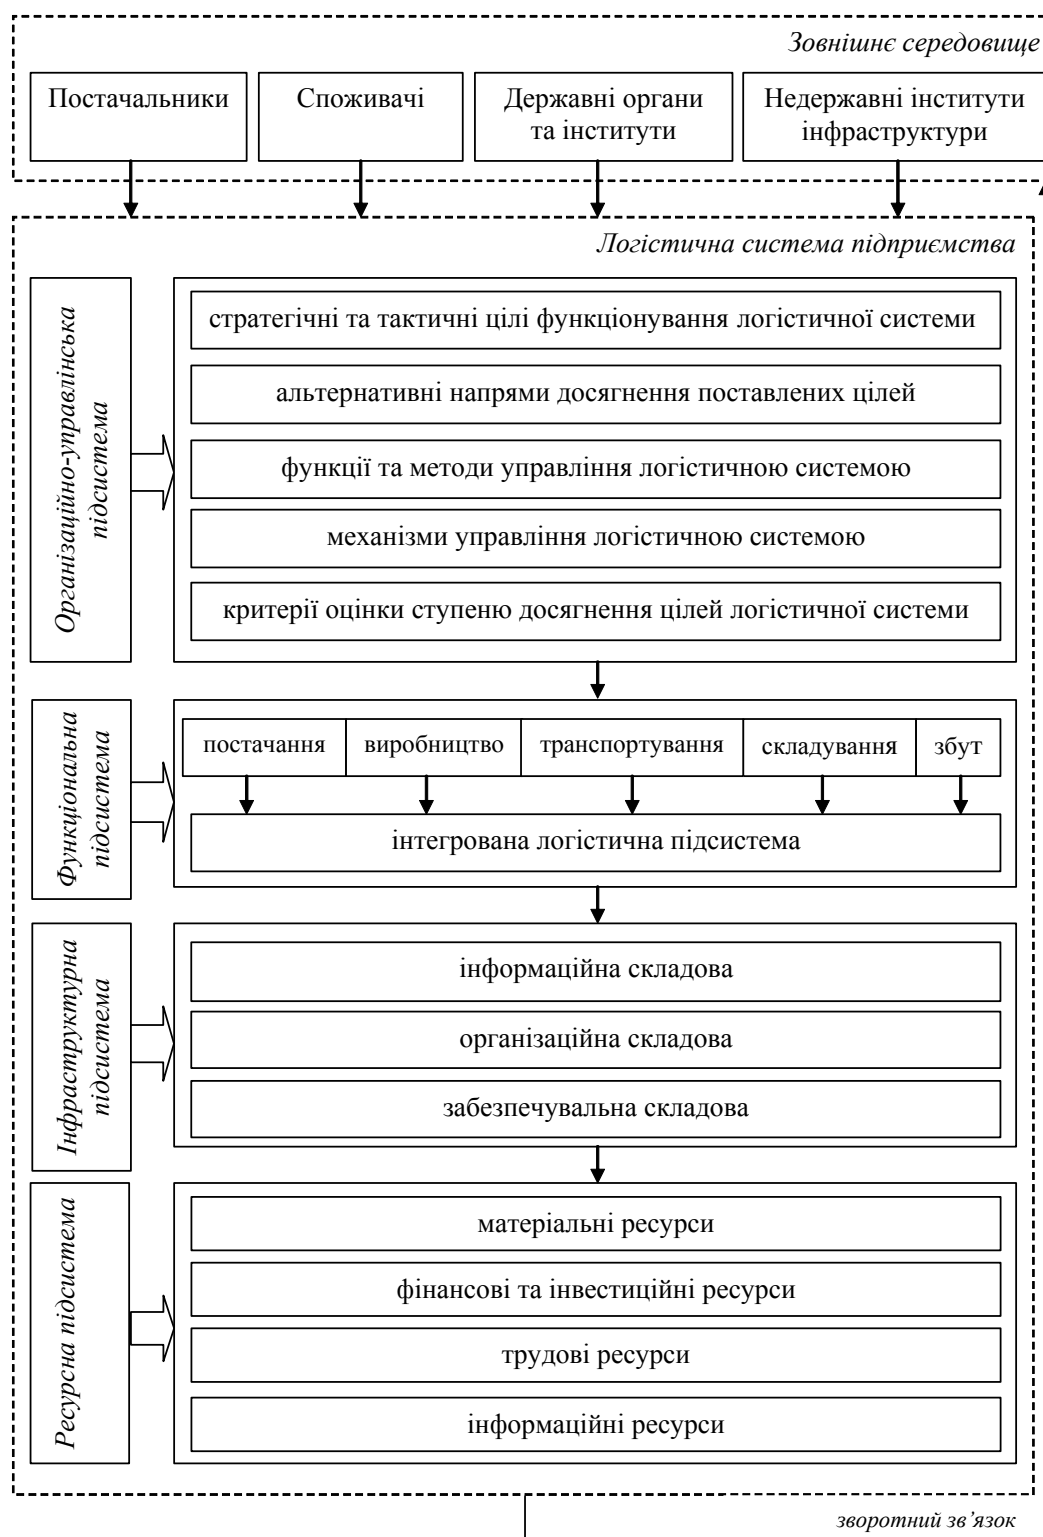 Зовнішнє середовище
Постачальники
Споживачі
Державні органи
та інститути
Недержавні інститути
інфраструктури
Логістична система підприємства
Організаційно-управлінська
підсистема
стратегічні та тактичні цілі функціонування логістичної системи
альтернативні напрями досягнення поставлених цілей
функції та методи управління логістичною системою
механізми управління логістичною системою
критерії оцінки ступеню досягнення цілей логістичної системи
Функціональна
підсистема
постачання
виробництво
транспортування
складування
збут
інтегрована логістична підсистема
Інфраструктурна
підсистема
інформаційна складова
організаційна складова
забезпечувальна складова
Ресурсна підсистема
матеріальні ресурси
фінансові та інвестиційні ресурси
трудові ресурси
інформаційні ресурси
зворотний зв’язок